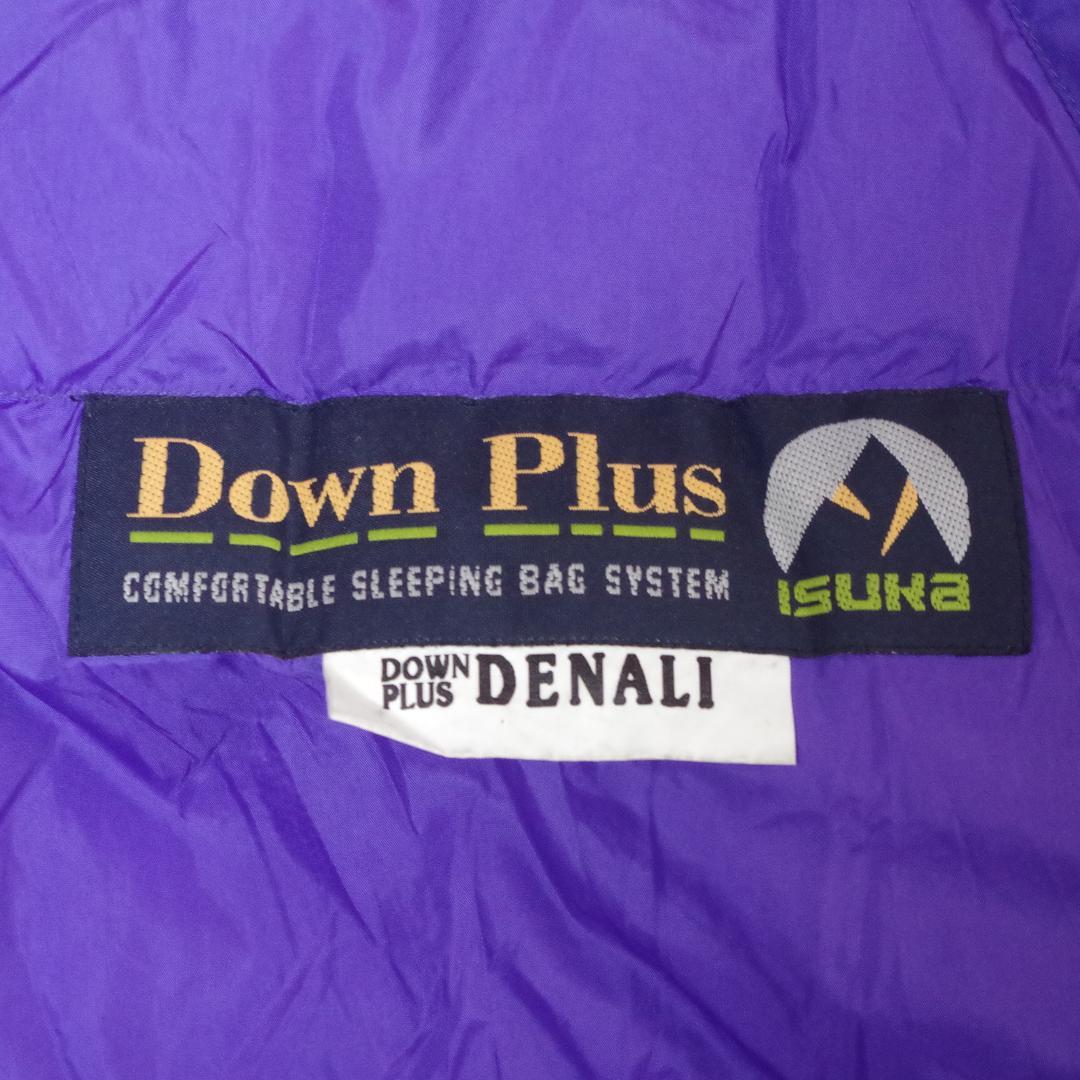 Down Plus
COMFORTABLE SLEEPING BAG SYSTEM
ISUKA
DOWN
PLUS DENALI